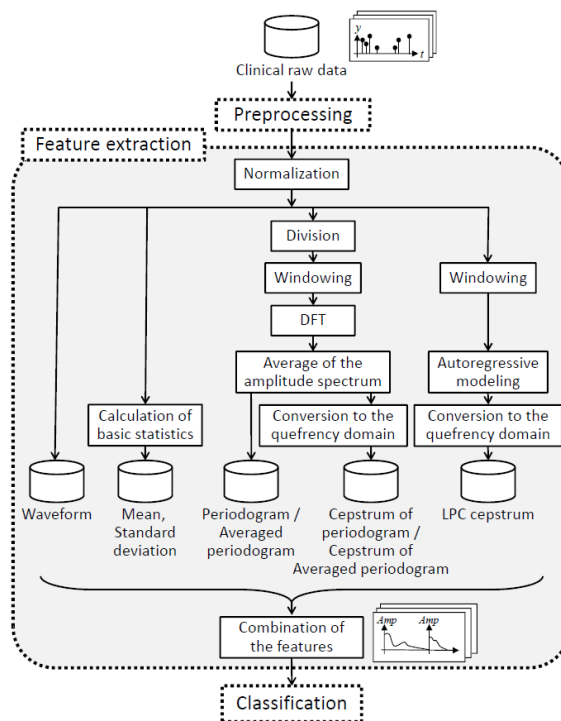 y
t
Clinical raw data
Preprocessing
Feature extraction
Normalization
Division
Windowing
Windowing
DFT
Average of the
amplitude spectrum
Autoregressive
modeling
Calculation of
basic statistics
Conversion to the
quefrency domain
Conversion to the
quefrency domain
Waveform
Mean,
Standard
deviation
Periodogram /
Averaged
periodogram
Cepstrum of
periodogram /
Cepstrum of
Averaged periodogram
LPC cepstrum
Combination of
the features
Amp
Amp
Classification